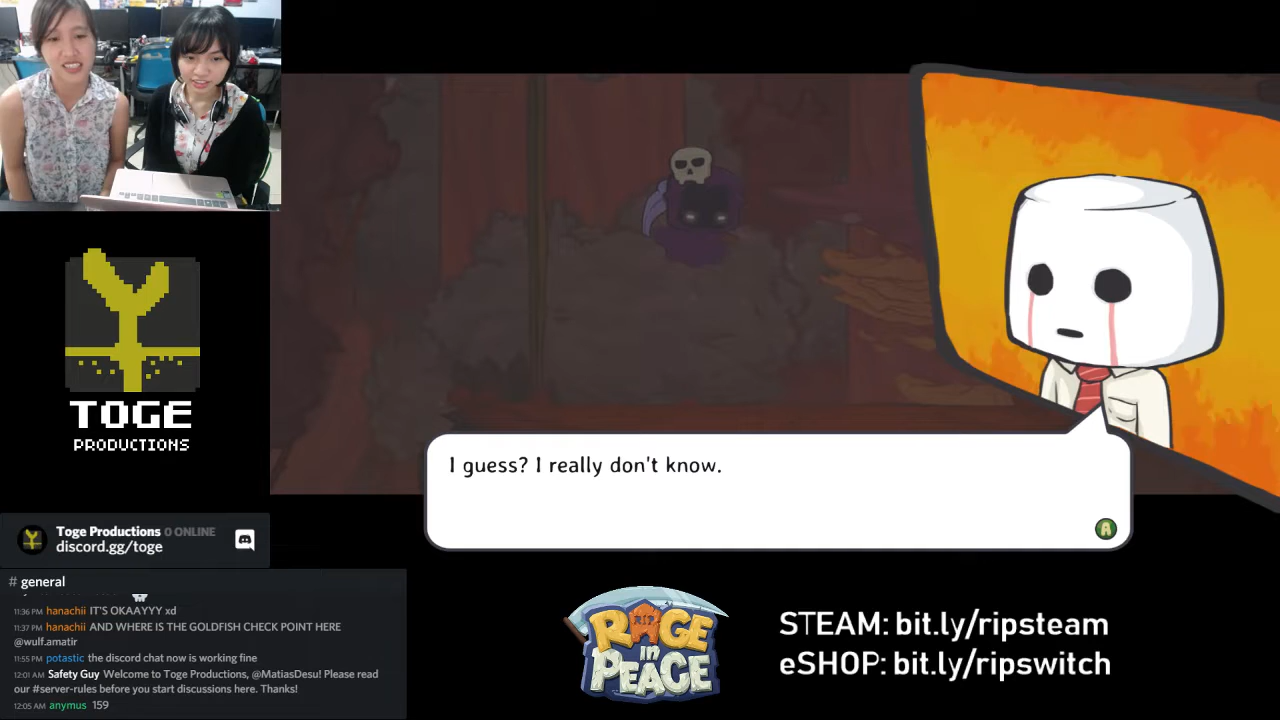 I guess? I really don't know.
A
TOGE
PRODUCTIONS
Toge Productions 0 ONLINE
discord.gg/toge
# general
11:36 PM hanachii IT'S OKAAYYY xd
11:37 PM hanachii AND WHERE IS THE GOLDFISH CHECK POINT HERE
@wulf.amatir
11:55 PM potastic the discord chat now is working fine
12:01 AM Safety Guy Welcome to Toge Productions, @MatiasDesu! Please read
our #server-rules before you start discussions here. Thanks!
12:05 AM anymus 159
RIP
RAGE
in
PEACE
STEAM: bit.ly/ripsteam
eSHOP: bit.ly/ripswitch